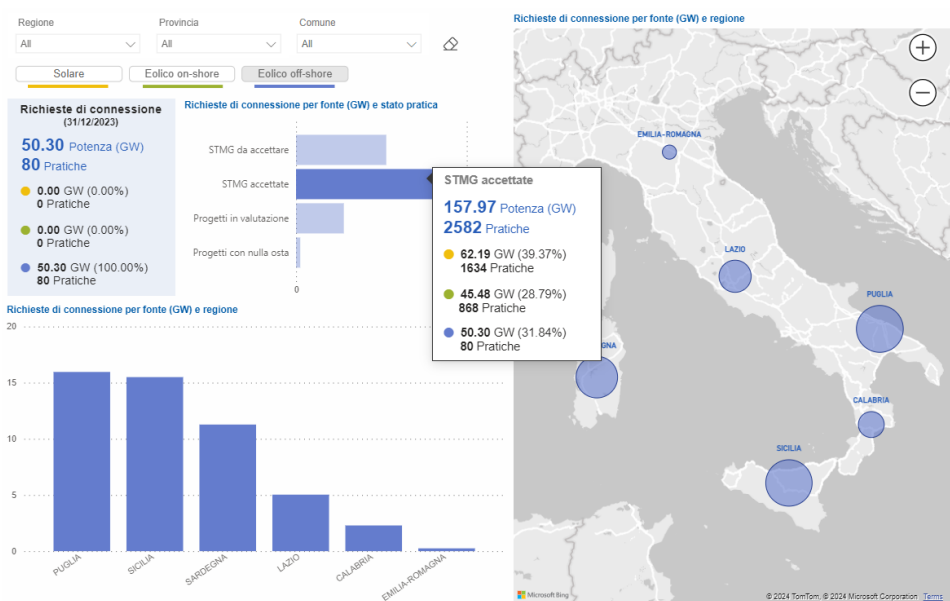 Regione
Provincia
Comune
All
All
All
Solare
Eolico on-shore
Eolico off-shore
Richieste di connessione
(31/12/2023)
50.30 Potenza (GW)
80 Pratiche
0.00 GW (0.00%)
0 Pratiche
0.00 GW (0.00%)
0 Pratiche
50.30 GW (100.00%)
80 Pratiche
Richieste di connessione per fonte (GW) e stato pratica
STMG da accettare
STMG accettate
Progetti in valutazione
Progetti con nulla osta
0
STMG accettate
157.97 Potenza (GW)
2582 Pratiche
62.19 GW (39.37%)
1634 Pratiche
45.48 GW (28.79%)
868 Pratiche
50.30 GW (31.84%)
80 Pratiche
Richieste di connessione per fonte (GW) e regione
20
15
10
5
0
PUGLIA
SICILIA
SARDEGNA
LAZIO
CALABRIA
EMILIA-ROMAGNA
Richieste di connessione per fonte (GW) e regione
EMILIA-ROMAGNA
LAZIO
PUGLIA
GNA
CALABRIA
SICILIA
Microsoft Bing
© 2024 TomTom, © 2024 Microsoft Corporation Terms